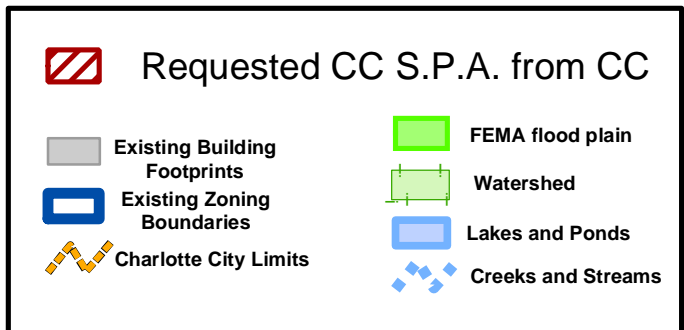 Requested CC S.P.A. from CC
Existing Building
Footprints
Existing Zoning
Boundaries
Charlotte City Limits
FEMA flood plain
Watershed
Lakes and Ponds
Creeks and Streams